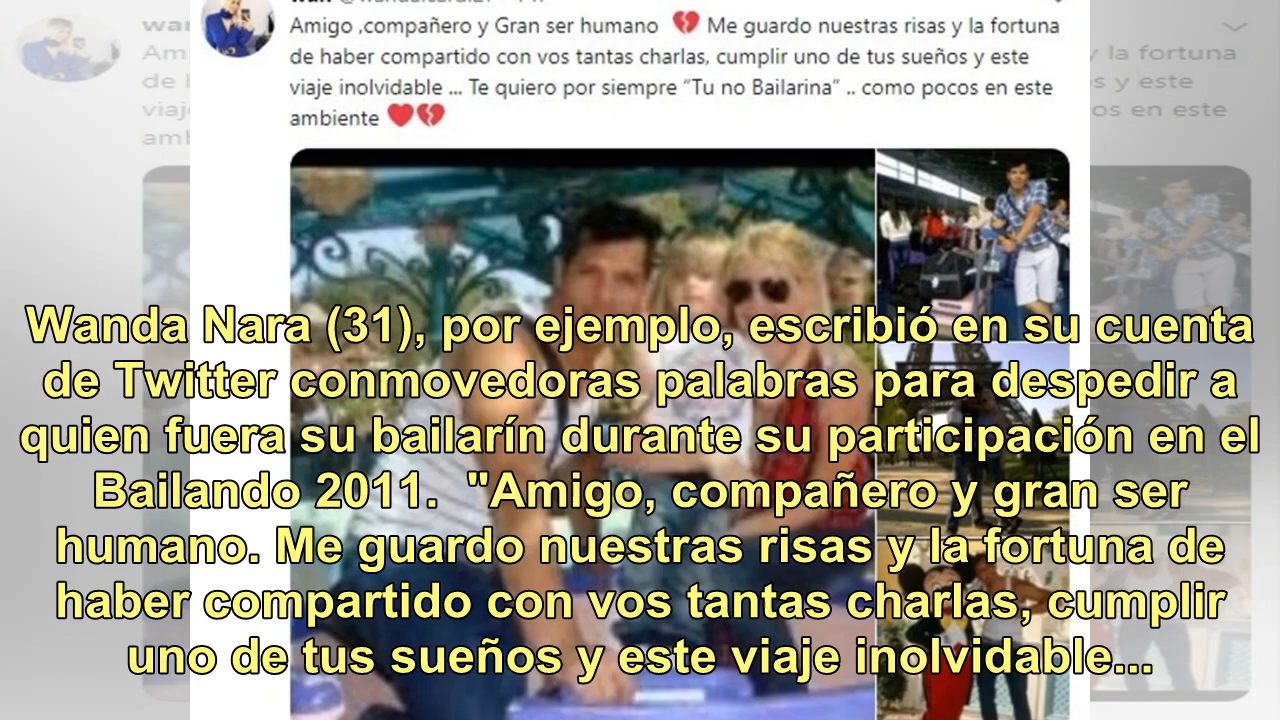 Amigo ,compañero y Gran ser humano 💔 Me guardo nuestras risas y la fortuna
de haber compartido con vos tantas charlas, cumplir uno de tus sueños y este
viaje inolvidable ... Te quiero por siempre "Tu no Bailarina" .. como pocos en este
ambiente ❤️💔
Wanda Nara (31), por ejemplo, escribió en su cuenta
de Twitter conmovedoras palabras para despedir a
quien fuera su bailarín durante su participación en el
Bailando 2011.  "Amigo, compañero y gran ser
humano. Me guardo nuestras risas y la fortuna de
haber compartido con vos tantas charlas, cumplir
uno de tus sueños y este viaje inolvidable...